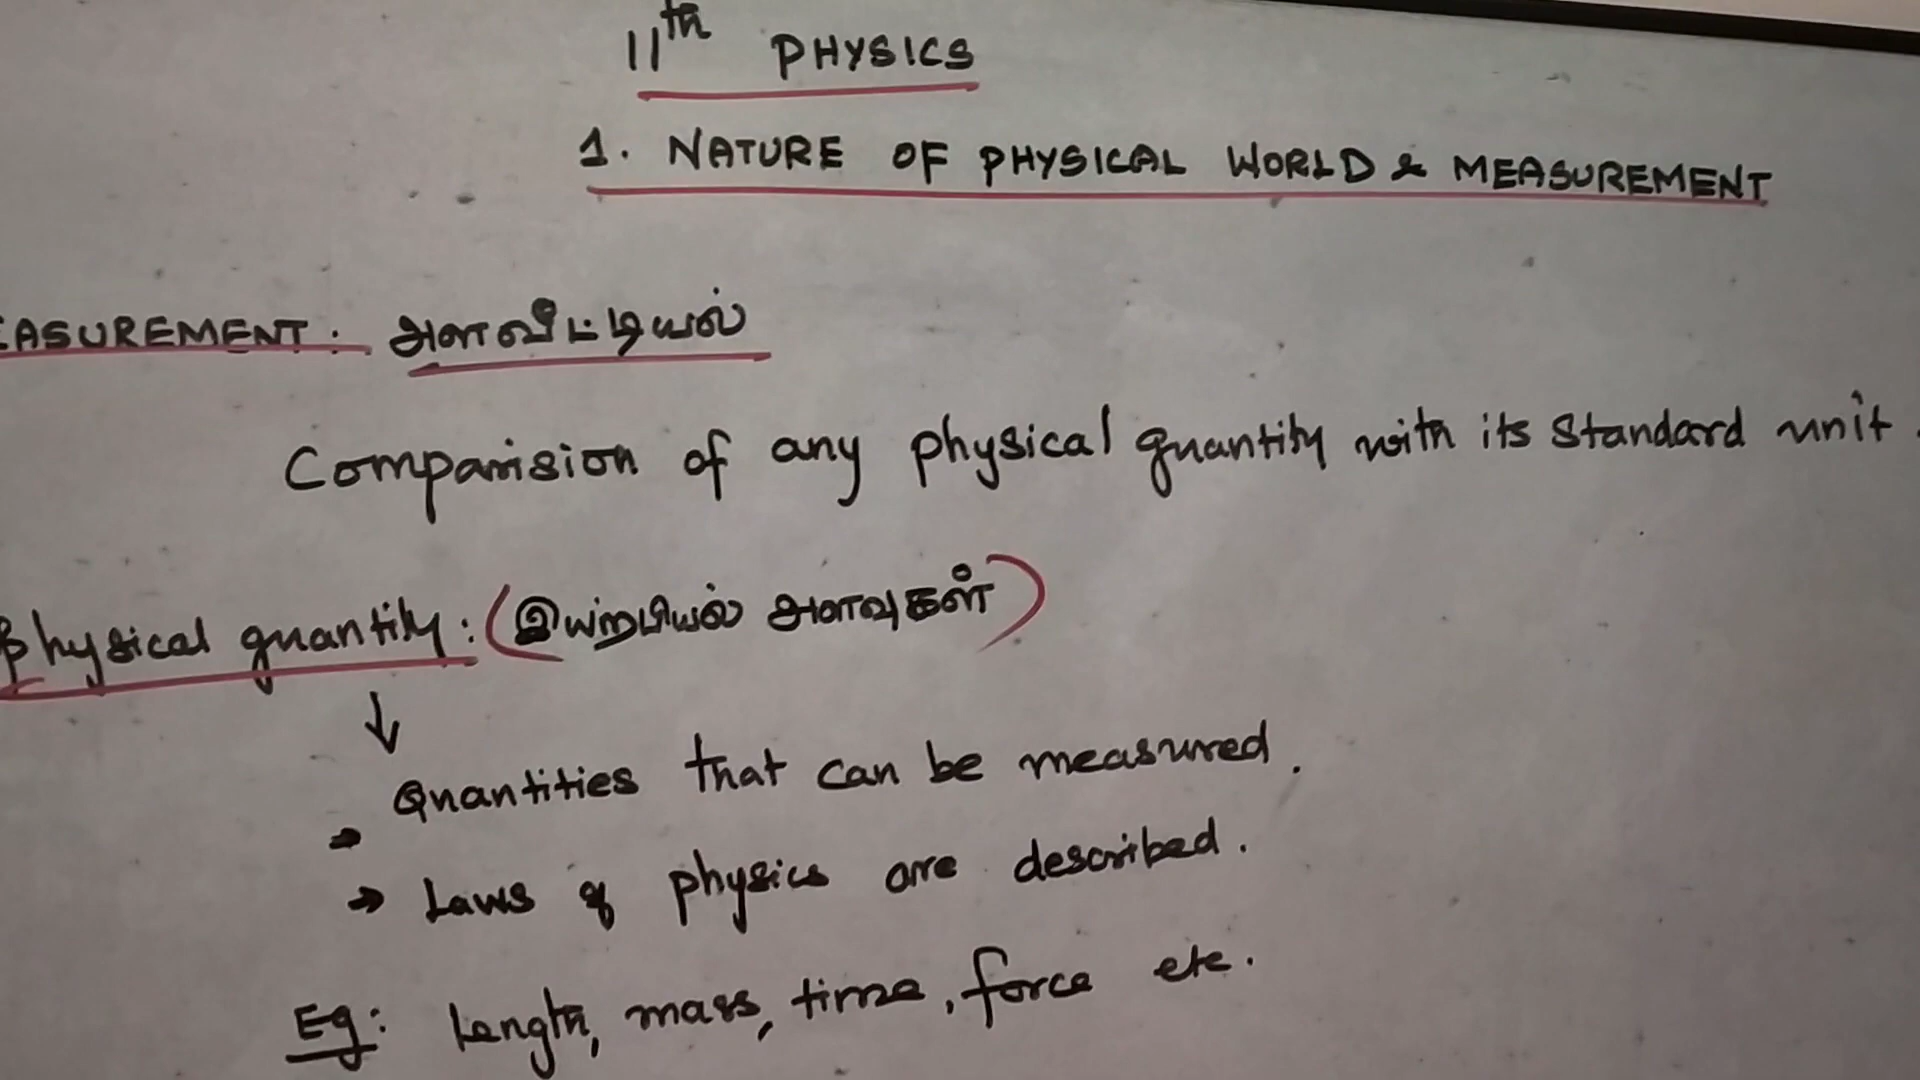 11th PHYSICS
1. NATURE OF PHYSICAL WORLD & MEASUREMENT
EASUREMENT: அளவீட்டியல்
Comparision of any physical quantity with its standard unit.
Physical quantity: (இயற்பியல் அளவுகள்)
↓
Quantities that can be measured.
→
→ Laws of physics are described.
Eg: Length, mass, time, force etc.